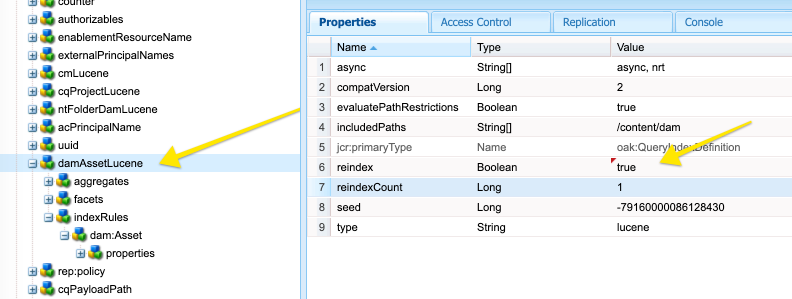 counter
authorizables
enablementResourceName
externalPrincipalNames
cmLucene
cqProjectLucene
ntFolderDamLucene
acPrincipalName
uuid
damAssetLucene
aggregates
facets
indexRules
dam:Asset
properties
rep:policy
cqPayloadPath
Properties Access Control Replication Console
Name Type Value
1 async String[] async, nrt
2 compatVersion Long 2
3 evaluatePathRestrictions Boolean true
4 includedPaths String[] /content/dam
5 jcr:primaryType Name oak:QueryIndexDefinition
6 reindex Boolean true
7 reindexCount Long 1
8 seed Long -79160000086128430
9 type String lucene